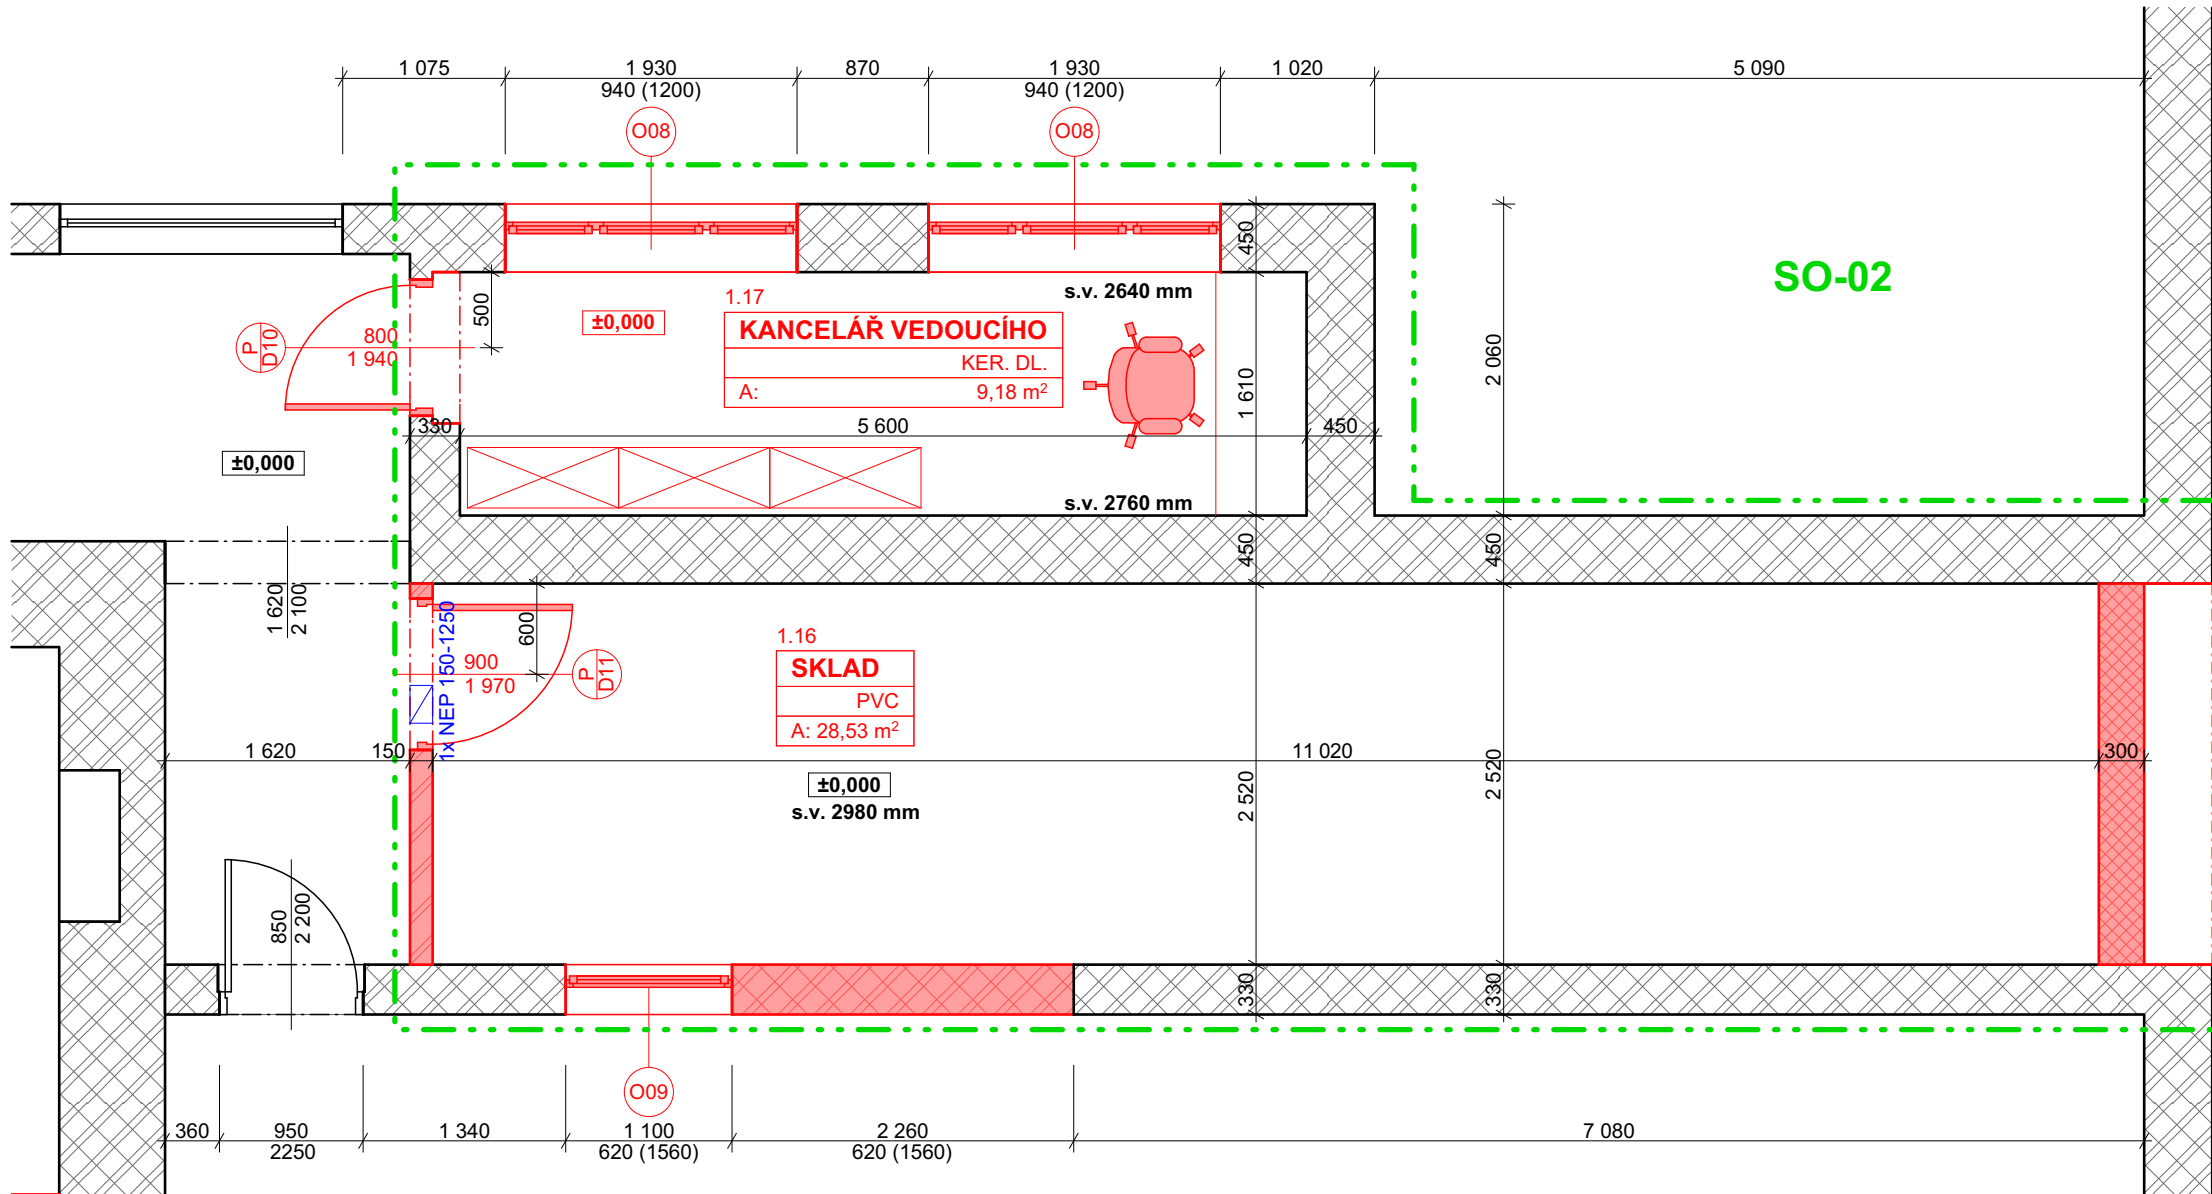 1 075
1 930
870
1 930
1 020
5 090
940 (1200)
940 (1200)
O08
O08
450
SO-02
s.v. 2640 mm
1.17
500
±0,000
KANCELÁŘ VEDOUCÍHO
KER. DL.
A: 9,18 m²
P
D10
800
1 940
2 060
1 610
330
5 600
450
±0,000
s.v. 2760 mm
450
450
1 620
2 100
1x NEP 150-1250
600
1.16
SKLAD
PVC
A: 28,53 m²
900
1 970
P
D11
1 620
150
11 020
300
±0,000
s.v. 2980 mm
2 520
2 520
850
2 200
330
330
O09
360
950
1 340
1 100
2 260
7 080
2250
620 (1560)
620 (1560)